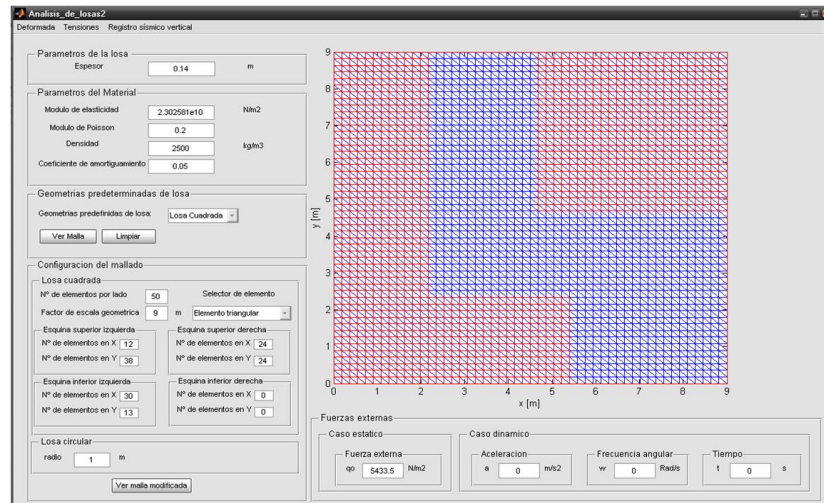 Analisis_de_losas2
Deformada Tensiones Registro sísmico vertical
Parametros de la losa
Espesor 0.14 m
Parametros del Material
Modulo de elasticidad 2.302581e10 N/m2
Modulo de Poisson 0.2
Densidad 2500 kg/m3
Coeficiente de amortiguamiento 0.05
Geometrias predeterminadas de losa
Geometrias predefinidas de losa: Losa Cuadrada
Ver Malla Limpiar
Configuracion del mallado
Losa cuadrada
Nº de elementos por lado 50 Selector de elemento
Factor de escala geometrica 9 m Elemento triangular
Esquina superior izquierda
Nº de elementos en X 12
Nº de elementos en Y 38
Esquina superior derecha
Nº de elementos en X 24
Nº de elementos en Y 24
Esquina inferior izquierda
Nº de elementos en X 30
Nº de elementos en Y 13
Esquina inferior derecha
Nº de elementos en X 0
Nº de elementos en Y 0
Losa circular
radio 1 m
Ver malla modificada
9
8
7
6
5
4
3
2
1
0
y [m]
0 1 2 3 4 5 6 7 8 9
x [m]
Fuerzas externas
Caso estatico
Fuerza externa
qo 5433.5 N/m2
Caso dinamico
Aceleracion
a 0 m/s2
Frecuencia angular
w 0 Rad/s
Tiempo
t 0 s